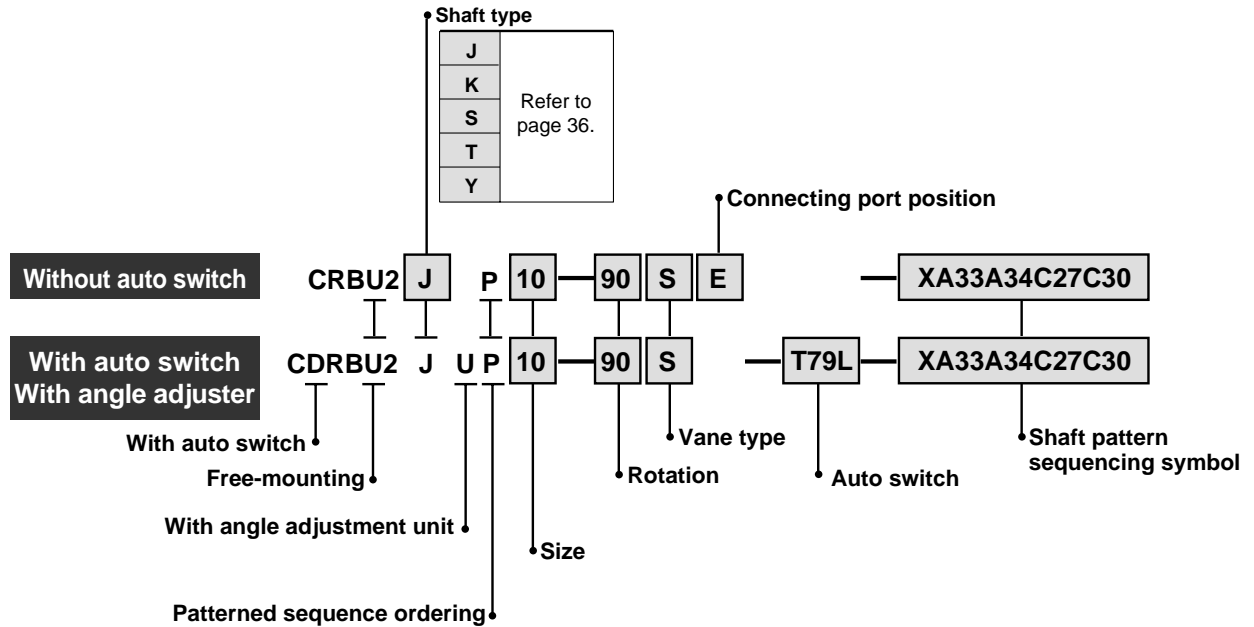 Shaft type
J
K
S
T
Y
Refer to
page 36.
Connecting port position
Without auto switch
CRBU2 J P 10 — 90 S E — XA33A34C27C30
With auto switch
With angle adjuster
CDRBU2 J U P 10 — 90 S — T79L — XA33A34C27C30
With auto switch
Free-mounting
With angle adjustment unit
Patterned sequence ordering
Size
Rotation
Vane type
Auto switch
Shaft pattern
sequencing symbol